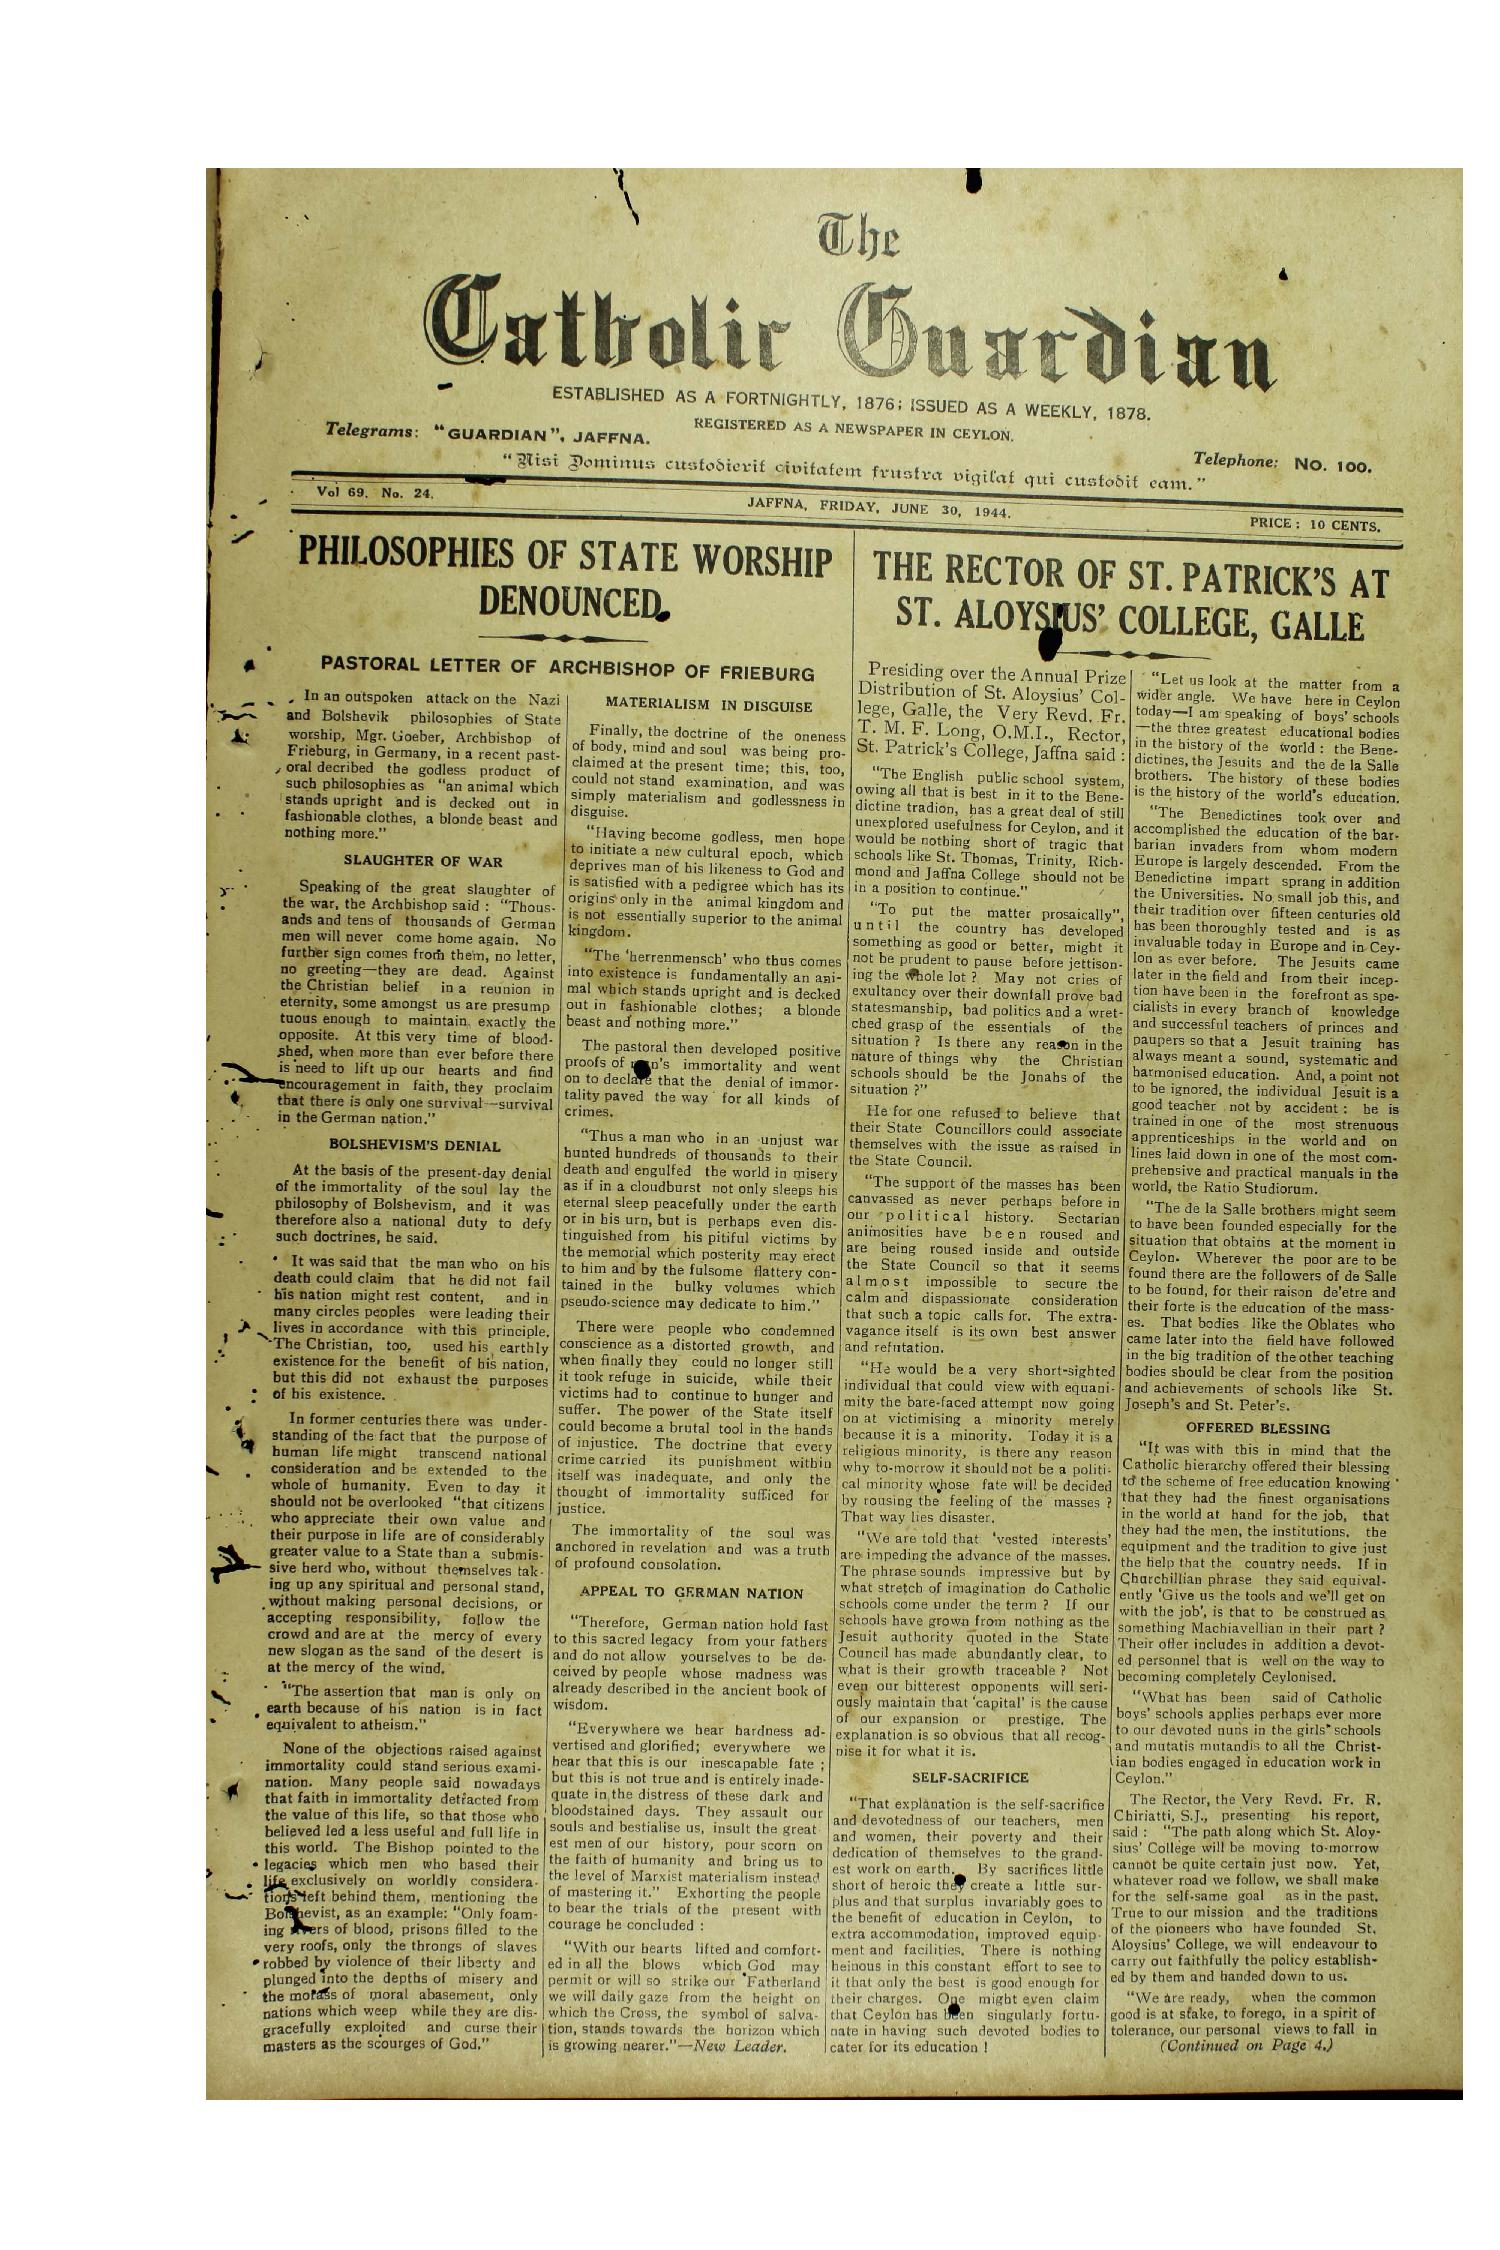 The
Catholic Guardian
ESTABLISHED AS A FORTNIGHTLY, 1876; ISSUED AS A WEEKLY, 1878.
Telegrams: "GUARDIAN", JAFFNA.
REGISTERED AS A NEWSPAPER IN CEYLON.
Telephone: NO. 100.
"Nisi Dominus custodierit civitatem frustra vigilat qui custodit eam."
Vol 69. No. 24.
JAFFNA, FRIDAY, JUNE 30, 1944.
PRICE: 10 CENTS.
PHILOSOPHIES OF STATE WORSHIP
DENOUNCED.
PASTORAL LETTER OF ARCHBISHOP OF FRIEBURG
In an outspoken attack on the Nazi
and Bolshevik philosophies of State
worship, Mgr. Goeber, Archbishop of
Frieburg, in Germany, in a recent past-
oral decribed the godless product of
such philosophies as "an animal which
stands upright and is decked out in
fashionable clothes, a blonde beast and
nothing more."
SLAUGHTER OF WAR
Speaking of the great slaughter of
the war, the Archbishop said : "Thous-
ands and tens of thousands of German
men will never come home again. No
further sign comes from them, no letter,
no greeting—they are dead. Against
the Christian belief in a reunion in
eternity, some amongst us are presump
tuous enough to maintain exactly the
opposite. At this very time of blood-
shed, when more than ever before there
is need to lift up our hearts and find
encouragement in faith, they proclaim
that there is only one survival—survival
in the German nation."
BOLSHEVISM'S DENIAL
At the basis of the present-day denial
of the immortality of the soul lay the
philosophy of Bolshevism, and it was
therefore also a national duty to defy
such doctrines, he said.
It was said that the man who on his
death could claim that he did not fail
his nation might rest content, and in
many circles peoples were leading their
lives in accordance with this principle.
The Christian, too, used his earthly
existence for the benefit of his nation,
but this did not exhaust the purposes
of his existence.
In former centuries there was under-
standing of the fact that the purpose of
human life might transcend national
consideration and be extended to the
whole of humanity. Even to day it
should not be overlooked "that citizens
who appreciate their own value and
their purpose in life are of considerably
greater value to a State than a submis-
sive herd who, without themselves tak-
ing up any spiritual and personal stand,
without making personal decisions, or
accepting responsibility, follow the
crowd and are at the mercy of every
new slogan as the sand of the desert is
at the mercy of the wind.
"The assertion that man is only on
earth because of his nation is in fact
equivalent to atheism."
None of the objections raised against
immortality could stand serious exami-
nation. Many people said nowadays
that faith in immortality detracted from
the value of this life, so that those who
believed led a less useful and full life in
this world. The Bishop pointed to the
legacies which men who based their
life exclusively on worldly considera-
tions left behind them, mentioning the
Bolshevist, as an example: "Only foam-
ing rivers of blood, prisons filled to the
very roofs, only the throngs of slaves
robbed by violence of their liberty and
plunged into the depths of misery and
the morass of moral abasement, only
nations which weep while they are dis-
gracefully exploited and curse their
masters as the scourges of God."
MATERIALISM IN DISGUISE
Finally, the doctrine of the oneness
of body, mind and soul was being pro-
claimed at the present time; this, too,
could not stand examination, and was
simply materialism and godlessness in
disguise.
"Having become godless, men hope
to initiate a new cultural epoch, which
deprives man of his likeness to God and
is satisfied with a pedigree which has its
origins only in the animal kingdom and
is not essentially superior to the animal
kingdom.
"The 'herrenmensch' who thus comes
into existence is fundamentally an ani-
mal which stands upright and is decked
out in fashionable clothes; a blonde
beast and nothing more."
The pastoral then developed positive
proofs of man's immortality and went
on to declare that the denial of immor-
tality paved the way for all kinds of
crimes.
"Thus a man who in an unjust war
hunted hundreds of thousands to their
death and engulfed the world in misery
as if in a cloudburst not only sleeps his
eternal sleep peacefully under the earth
or in his urn, but is perhaps even dis-
tinguished from his pitiful victims by
the memorial which posterity may erect
to him and by the fulsome flattery con-
tained in the bulky volumes which
pseudo-science may dedicate to him."
There were people who condemned
conscience as a distorted growth, and
when finally they could no longer still
it took refuge in suicide, while their
victims had to continue to hunger and
suffer. The power of the State itself
could become a brutal tool in the hands
of injustice. The doctrine that every
crime carried its punishment within
itself was inadequate, and only the
thought of immortality sufficed for
justice.
The immortality of the soul was
anchored in revelation and was a truth
of profound consolation.
APPEAL TO GERMAN NATION
"Therefore, German nation hold fast
to this sacred legacy from your fathers
and do not allow yourselves to be de-
ceived by people whose madness was
already described in the ancient book of
wisdom.
"Everywhere we hear hardness ad-
vertised and glorified; everywhere we
hear that this is our inescapable fate ;
but this is not true and is entirely inade-
quate in the distress of these dark and
bloodstained days. They assault our
souls and bestialise us, insult the great
est men of our history, pour scorn on
the faith of humanity and bring us to
the level of Marxist materialism instead
of mastering it." Exhorting the people
to bear the trials of the present with
courage he concluded :
"With our hearts lifted and comfort-
ed in all the blows which God may
permit or will so strike our Fatherland
we will daily gaze from the height on
which the Cross, the symbol of salva-
tion, stands towards the horizon which
is growing nearer."—New Leader.
THE RECTOR OF ST. PATRICK'S AT
ST. ALOYSIUS' COLLEGE, GALLE
Presiding over the Annual Prize
Distribution of St. Aloysius' Col-
lege, Galle, the Very Revd. Fr.
T. M. F. Long, O.M.I., Rector,
St. Patrick's College, Jaffna said :
"The English public school system,
owing all that is best in it to the Bene-
dictine tradion, has a great deal of still
unexplored usefulness for Ceylon, and it
would be nothing short of tragic that
schools like St. Thomas, Trinity, Rich-
mond and Jaffna College should not be
in a position to continue."
"To put the matter prosaically",
until the country has developed
something as good or better, might it
not be prudent to pause before jettison-
ing the whole lot ? May not cries of
exultancy over their downfall prove bad
statesmanship, bad politics and a wret-
ched grasp of the essentials of the
situation ? Is there any reason in the
nature of things why the Christian
schools should be the Jonahs of the
situation ?"
He for one refused to believe that
their State Councillors could associate
themselves with the issue as raised in
the State Council.
"The support of the masses has been
canvassed as never perhaps before in
our political history. Sectarian
animosities have been roused and
are being roused inside and outside
the State Council so that it seems
almost impossible to secure the
calm and dispassionate consideration
that such a topic calls for. The extra-
vagance itself is its own best answer
and refutation.
"He would be a very short-sighted
individual that could view with equani-
mity the bare-faced attempt now going
on at victimising a minority merely
because it is a minority. Today it is a
religious minority, is there any reason
why to-morrow it should not be a politi-
cal minority whose fate will be decided
by rousing the feeling of the masses ?
That way lies disaster.
"We are told that 'vested interests'
are impeding the advance of the masses.
The phrase sounds impressive but by
what stretch of imagination do Catholic
schools come under the term ? If our
schools have grown from nothing as the
Jesuit authority quoted in the State
Council has made abundantly clear, to
what is their growth traceable ? Not
even our bitterest opponents will seri-
ously maintain that 'capital' is the cause
of our expansion or prestige. The
explanation is so obvious that all recog-
nise it for what it is.
SELF-SACRIFICE
"That explanation is the self-sacrifice
and devotedness of our teachers, men
and women, their poverty and their
dedication of themselves to the grand-
est work on earth. By sacrifices little
short of heroic they create a little sur-
plus and that surplus invariably goes to
the benefit of education in Ceylon, to
extra accommodation, improved equip-
ment and facilities. There is nothing
heinous in this constant effort to see to
it that only the best is good enough for
their charges. One might even claim
that Ceylon has been singularly fortu-
nate in having such devoted bodies to
cater for its education !
"Let us look at the matter from a
wider angle. We have here in Ceylon
today—I am speaking of boys' schools
—the three greatest educational bodies
in the history of the world : the Bene-
dictines, the Jesuits and the de la Salle
brothers. The history of these bodies
is the history of the world's education.
"The Benedictines took over and
accomplished the education of the bar-
barian invaders from whom modern
Europe is largely descended. From the
Benedictine impart sprang in addition
the Universities. No small job this, and
their tradition over fifteen centuries old
has been thoroughly tested and is as
invaluable today in Europe and in Cey-
lon as ever before. The Jesuits came
later in the field and from their incep-
tion have been in the forefront as spe-
cialists in every branch of knowledge
and successful teachers of princes and
paupers so that a Jesuit training has
always meant a sound, systematic and
harmonised education. And, a point not
to be ignored, the individual Jesuit is a
good teacher not by accident : he is
trained in one of the most strenuous
apprenticeships in the world and on
lines laid down in one of the most com-
prehensive and practical manuals in the
world, the Ratio Studiorum.
"The de la Salle brothers might seem
to have been founded especially for the
situation that obtains at the moment in
Ceylon. Wherever the poor are to be
found there are the followers of de Salle
to be found, for their raison de'etre and
their forte is the education of the mass-
es. That bodies like the Oblates who
came later into the field have followed
in the big tradition of the other teaching
bodies should be clear from the position
and achievements of schools like St.
Joseph's and St. Peter's.
OFFERED BLESSING
"It was with this in mind that the
Catholic hierarchy offered their blessing
to the scheme of free education knowing
that they had the finest organisations
in the world at hand for the job, that
they had the men, the institutions, the
equipment and the tradition to give just
the help that the country needs. If in
Churchillian phrase they said equival-
ently 'Give us the tools and we'll get on
with the job', is that to be construed as
something Machiavellian in their part ?
Their offer includes in addition a devot-
ed personnel that is well on the way to
becoming completely Ceylonised.
"What has been said of Catholic
boys' schools applies perhaps ever more
to our devoted nuns in the girls' schools
and mutatis mutandis to all the Christ-
ian bodies engaged in education work in
Ceylon."
The Rector, the Very Revd. Fr. R.
Chiriatti, S.J., presenting his report,
said : "The path along which St. Aloy-
sius' College will be moving to-morrow
cannot be quite certain just now. Yet,
whatever road we follow, we shall make
for the self-same goal as in the past.
True to our mission and the traditions
of the pioneers who have founded St.
Aloysius' College, we will endeavour to
carry out faithfully the policy establish-
ed by them and handed down to us.
"We are ready, when the common
good is at stake, to forego, in a spirit of
tolerance, our personal views to fall in
(Continued on Page 4.)